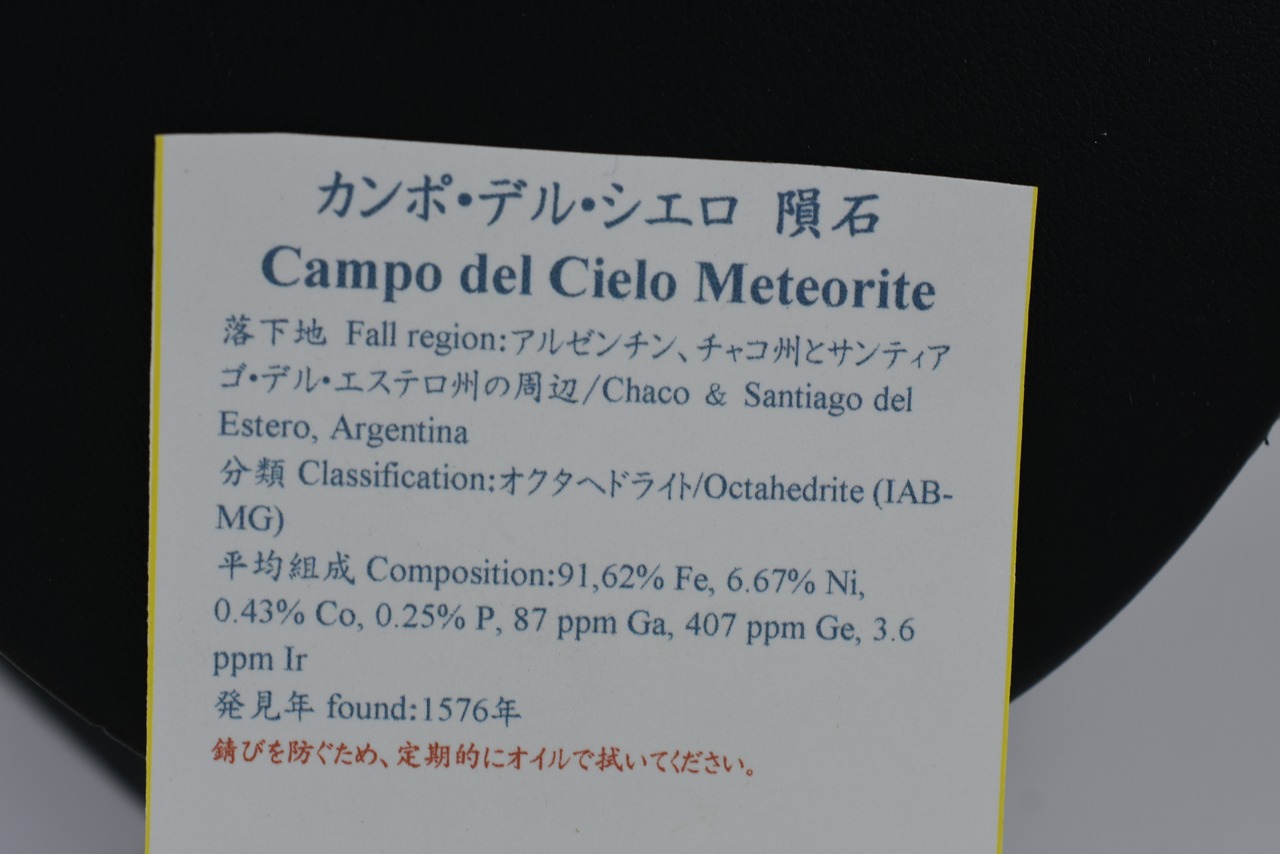 カンポ・デル・シエロ 隕石
Campo del Cielo Meteorite
落下地 Fall region:アルゼンチン、チャコ州とサンティア
ゴ・デル・エステロ州の周辺/Chaco & Santiago del
Estero, Argentina
分類 Classification:オクタヘドライト/Octahedrite (IAB-
MG)
平均組成 Composition:91,62% Fe, 6.67% Ni,
0.43% Co, 0.25% P, 87 ppm Ga, 407 ppm Ge, 3.6
ppm Ir
発見年 found:1576年
錆びを防ぐため、定期的にオイルで拭いてください。